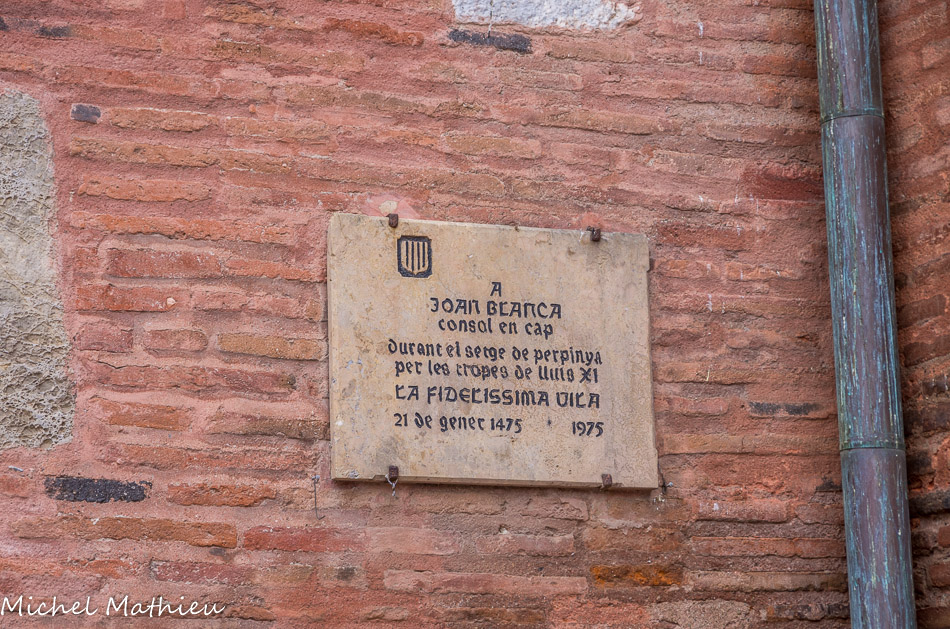 A
JOAN BLANCA
consol en cap
durant el setge de perpinya
per les tropes de lluis XI
LA FIDELISSIMA VILA
21 de gener 1475 * 1975
Michel Mathieu